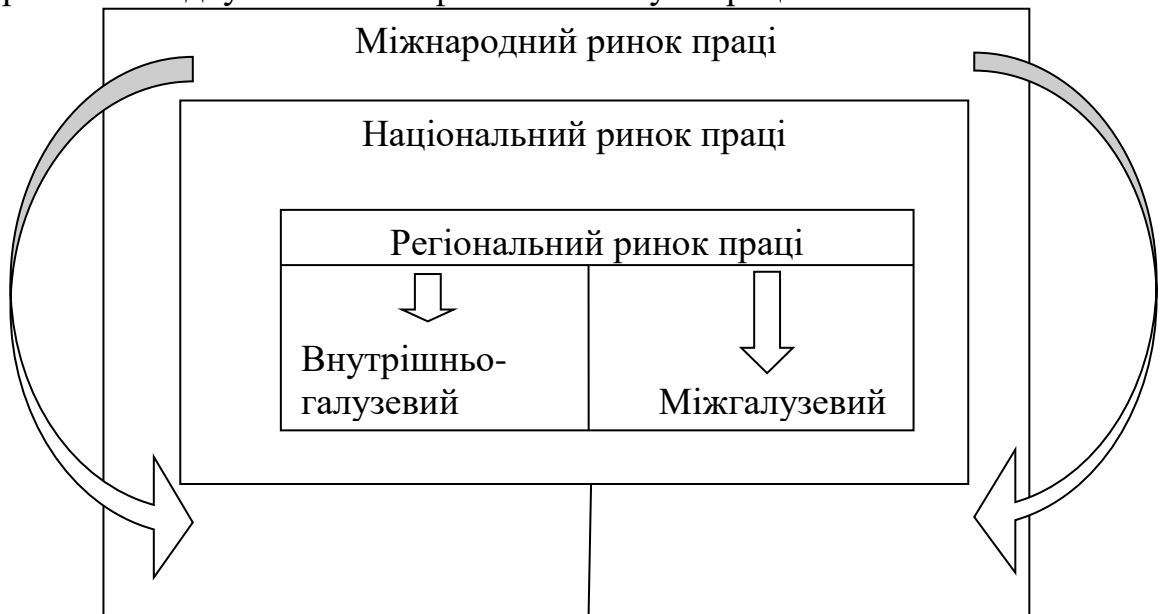 Міжнародний ринок праці
Національний ринок праці
Регіональний ринок праці
Внутрішньо-
галузевий
Міжгалузевий